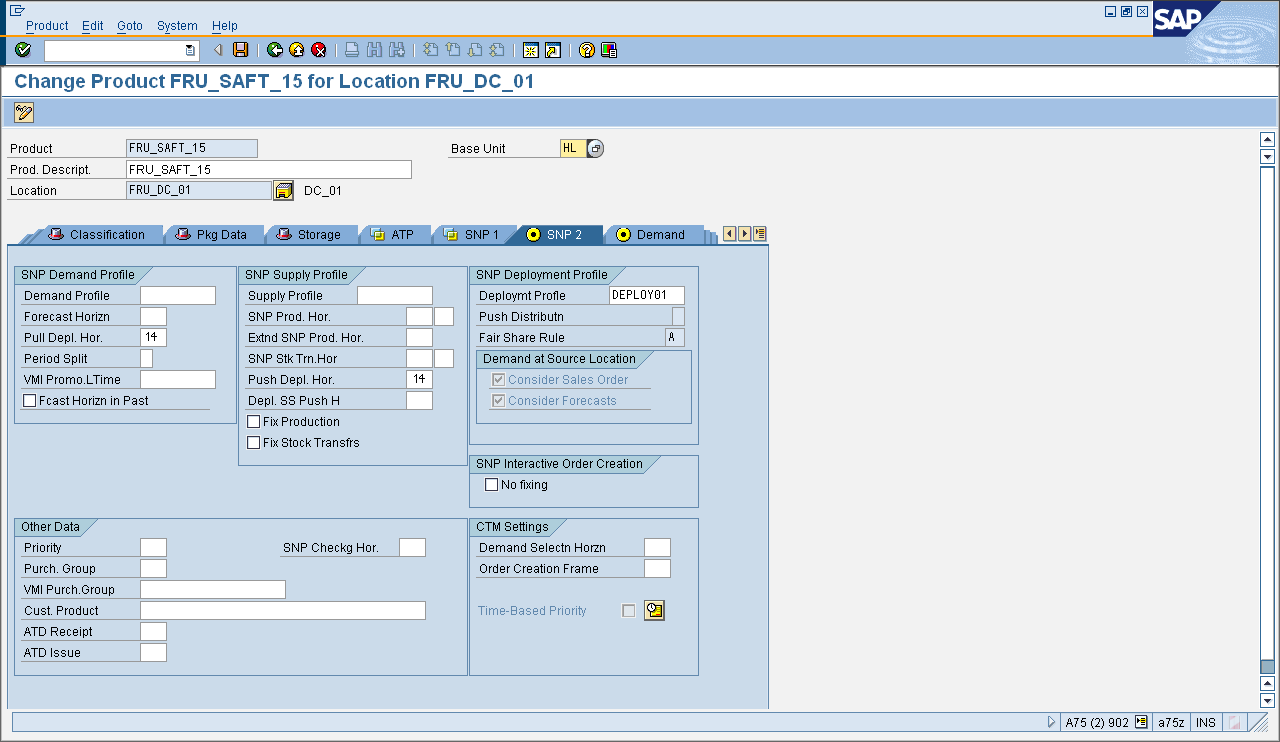 Product Edit Goto System Help
SAP
Change Product FRU_SAFT_15 for Location FRU_DC_01
Product FRU_SAFT_15 Base Unit HL
Prod. Descript. FRU_SAFT_15
Location FRU_DC_01 DC_01
Classification Pkg Data Storage ATP SNP 1 SNP 2 Demand
SNP Demand Profile
Demand Profile
Forecast Horizn
Pull Depl. Hor. 14
Period Split
VMI Promo.LTime
Fcast Horizn in Past
SNP Supply Profile
Supply Profile
SNP Prod. Hor.
Extnd SNP Prod. Hor.
SNP Stk Trn.Hor
Push Depl. Hor. 14
Depl. SS Push H
Fix Production
Fix Stock Transfrs
SNP Deployment Profile
Deploymt Profle DEPLOY01
Push Distributn
Fair Share Rule A
Demand at Source Location
Consider Sales Order
Consider Forecasts
SNP Interactive Order Creation
No fixing
Other Data
Priority SNP Checkg Hor.
Purch. Group
VMI Purch.Group
Cust. Product
ATD Receipt
ATD Issue
CTM Settings
Demand Selectn Horzn
Order Creation Frame
Time-Based Priority
A75 (2) 902 a75z INS